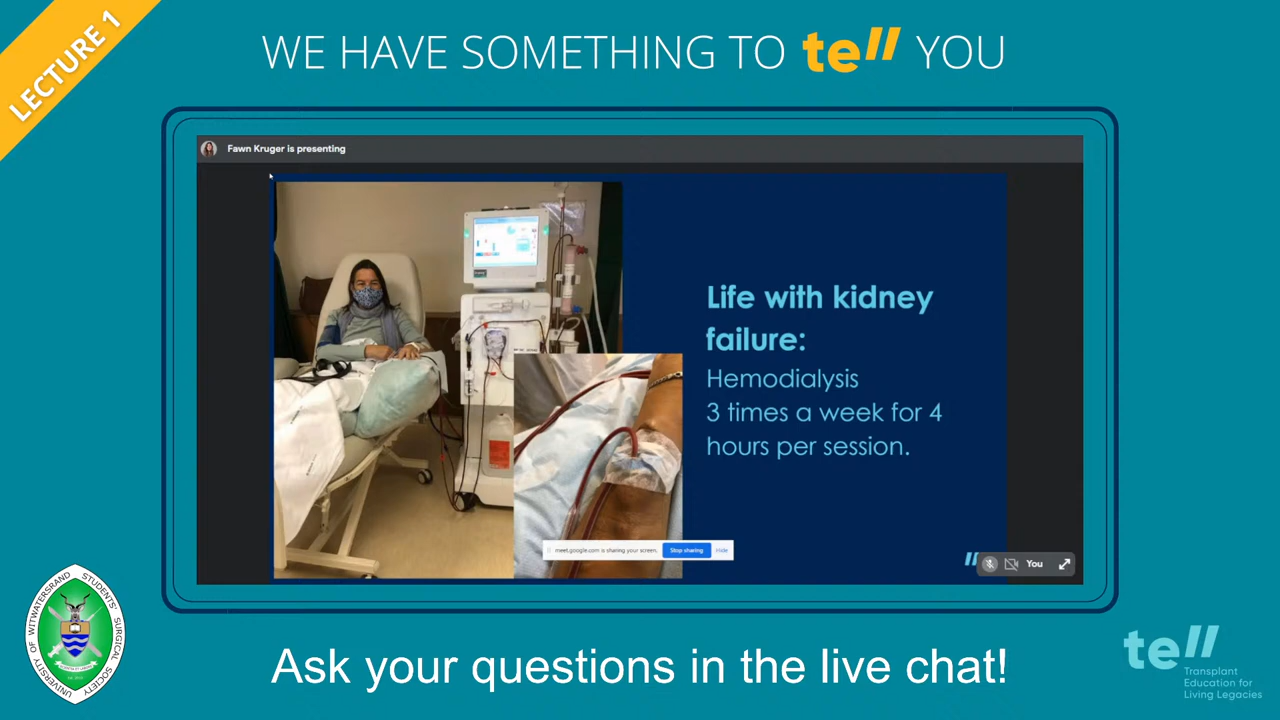 LECTURE 1
WE HAVE SOMETHING TO tell YOU
Fawn Kruger is presenting
Life with kidney
failure:
Hemodialysis
3 times a week for 4
hours per session.
meet.google.com is sharing your screen.
Stop sharing
Hide
You
UNIVERSITY OF WITWATERSRAND STUDENTS' SURGICAL SOCIETY
Ask your questions in the live chat!
tell
Transplant
Education for
Living Legacies